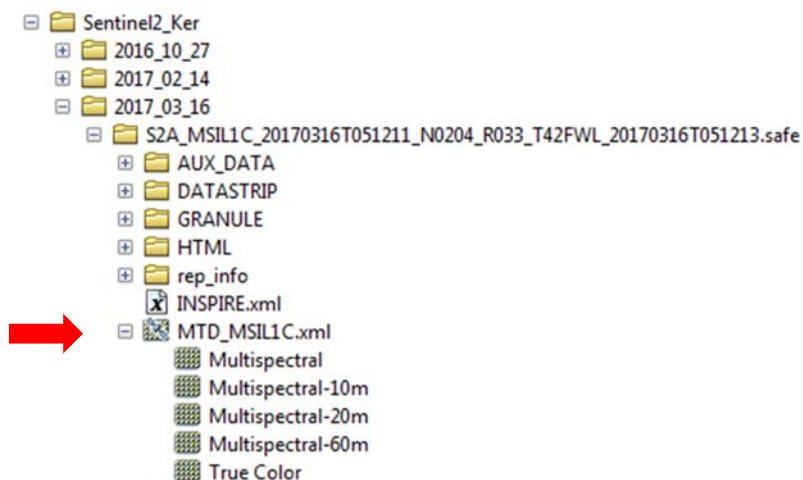 Sentinel2_Ker
2016_10_27
2017_02_14
2017_03_16
S2A_MSIL1C_20170316T051211_N0204_R033_T42FWL_20170316T051213.safe
AUX_DATA
DATASTRIP
GRANULE
HTML
rep_info
INSPIRE.xml
MTD_MSIL1C.xml
Multispectral
Multispectral-10m
Multispectral-20m
Multispectral-60m
True Color